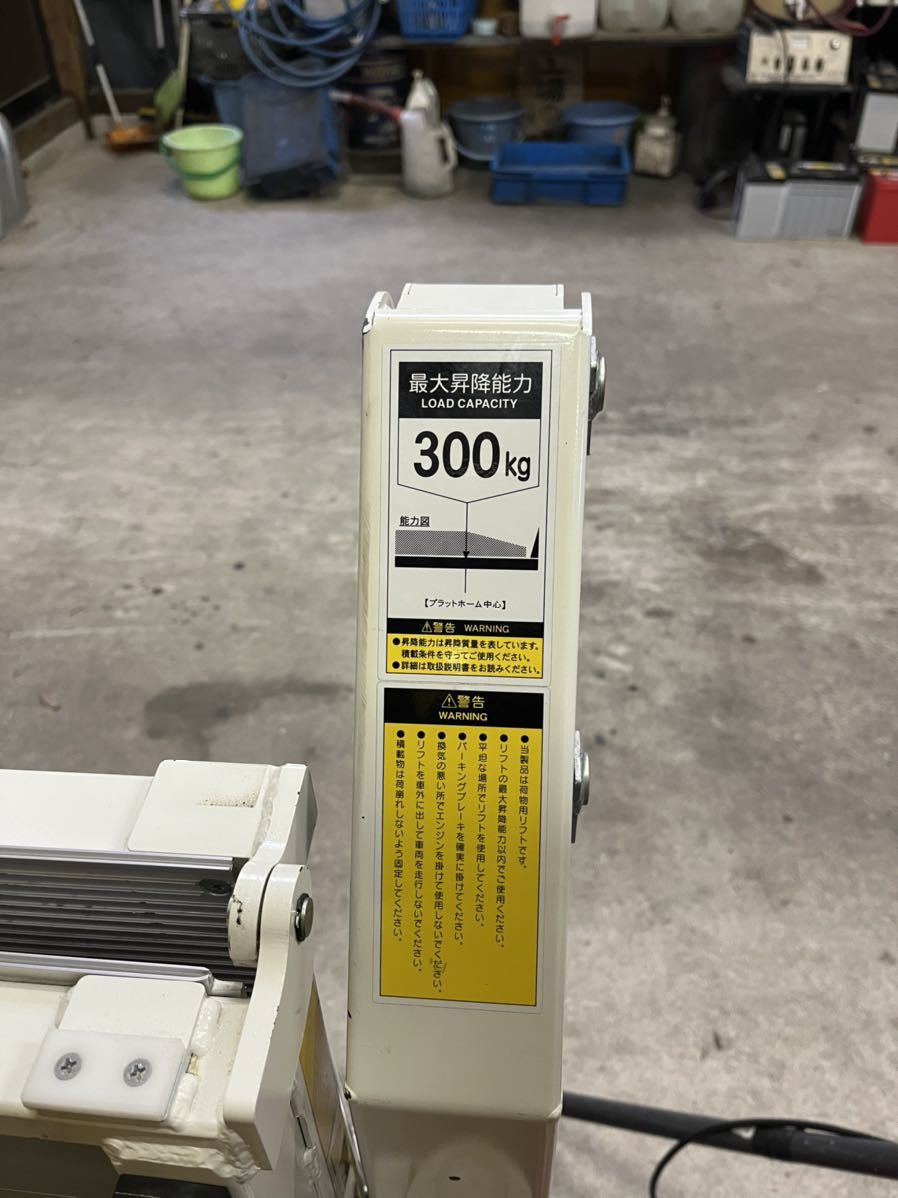 最大昇降能力
LOAD CAPACITY
300kg
能力図
【プラットホーム中心】
⚠警告 WARNING
●昇降能力は昇降質量を表しています。
積載条件を守ってご使用ください。
●詳細は取扱説明書をお読みください。
⚠警告
WARNING
●当製品は荷物用リフトです。
●リフトの最大昇降能力以内でご使用ください。
●平坦な場所でリフトを使用してください。
●パーキングブレーキを確実に掛けてください。
●換気の悪い所でエンジンを掛けて使用しないでください。
●リフトを車外に出して車両を走行しないでください。
●積載物は荷崩れしないよう固定してください。